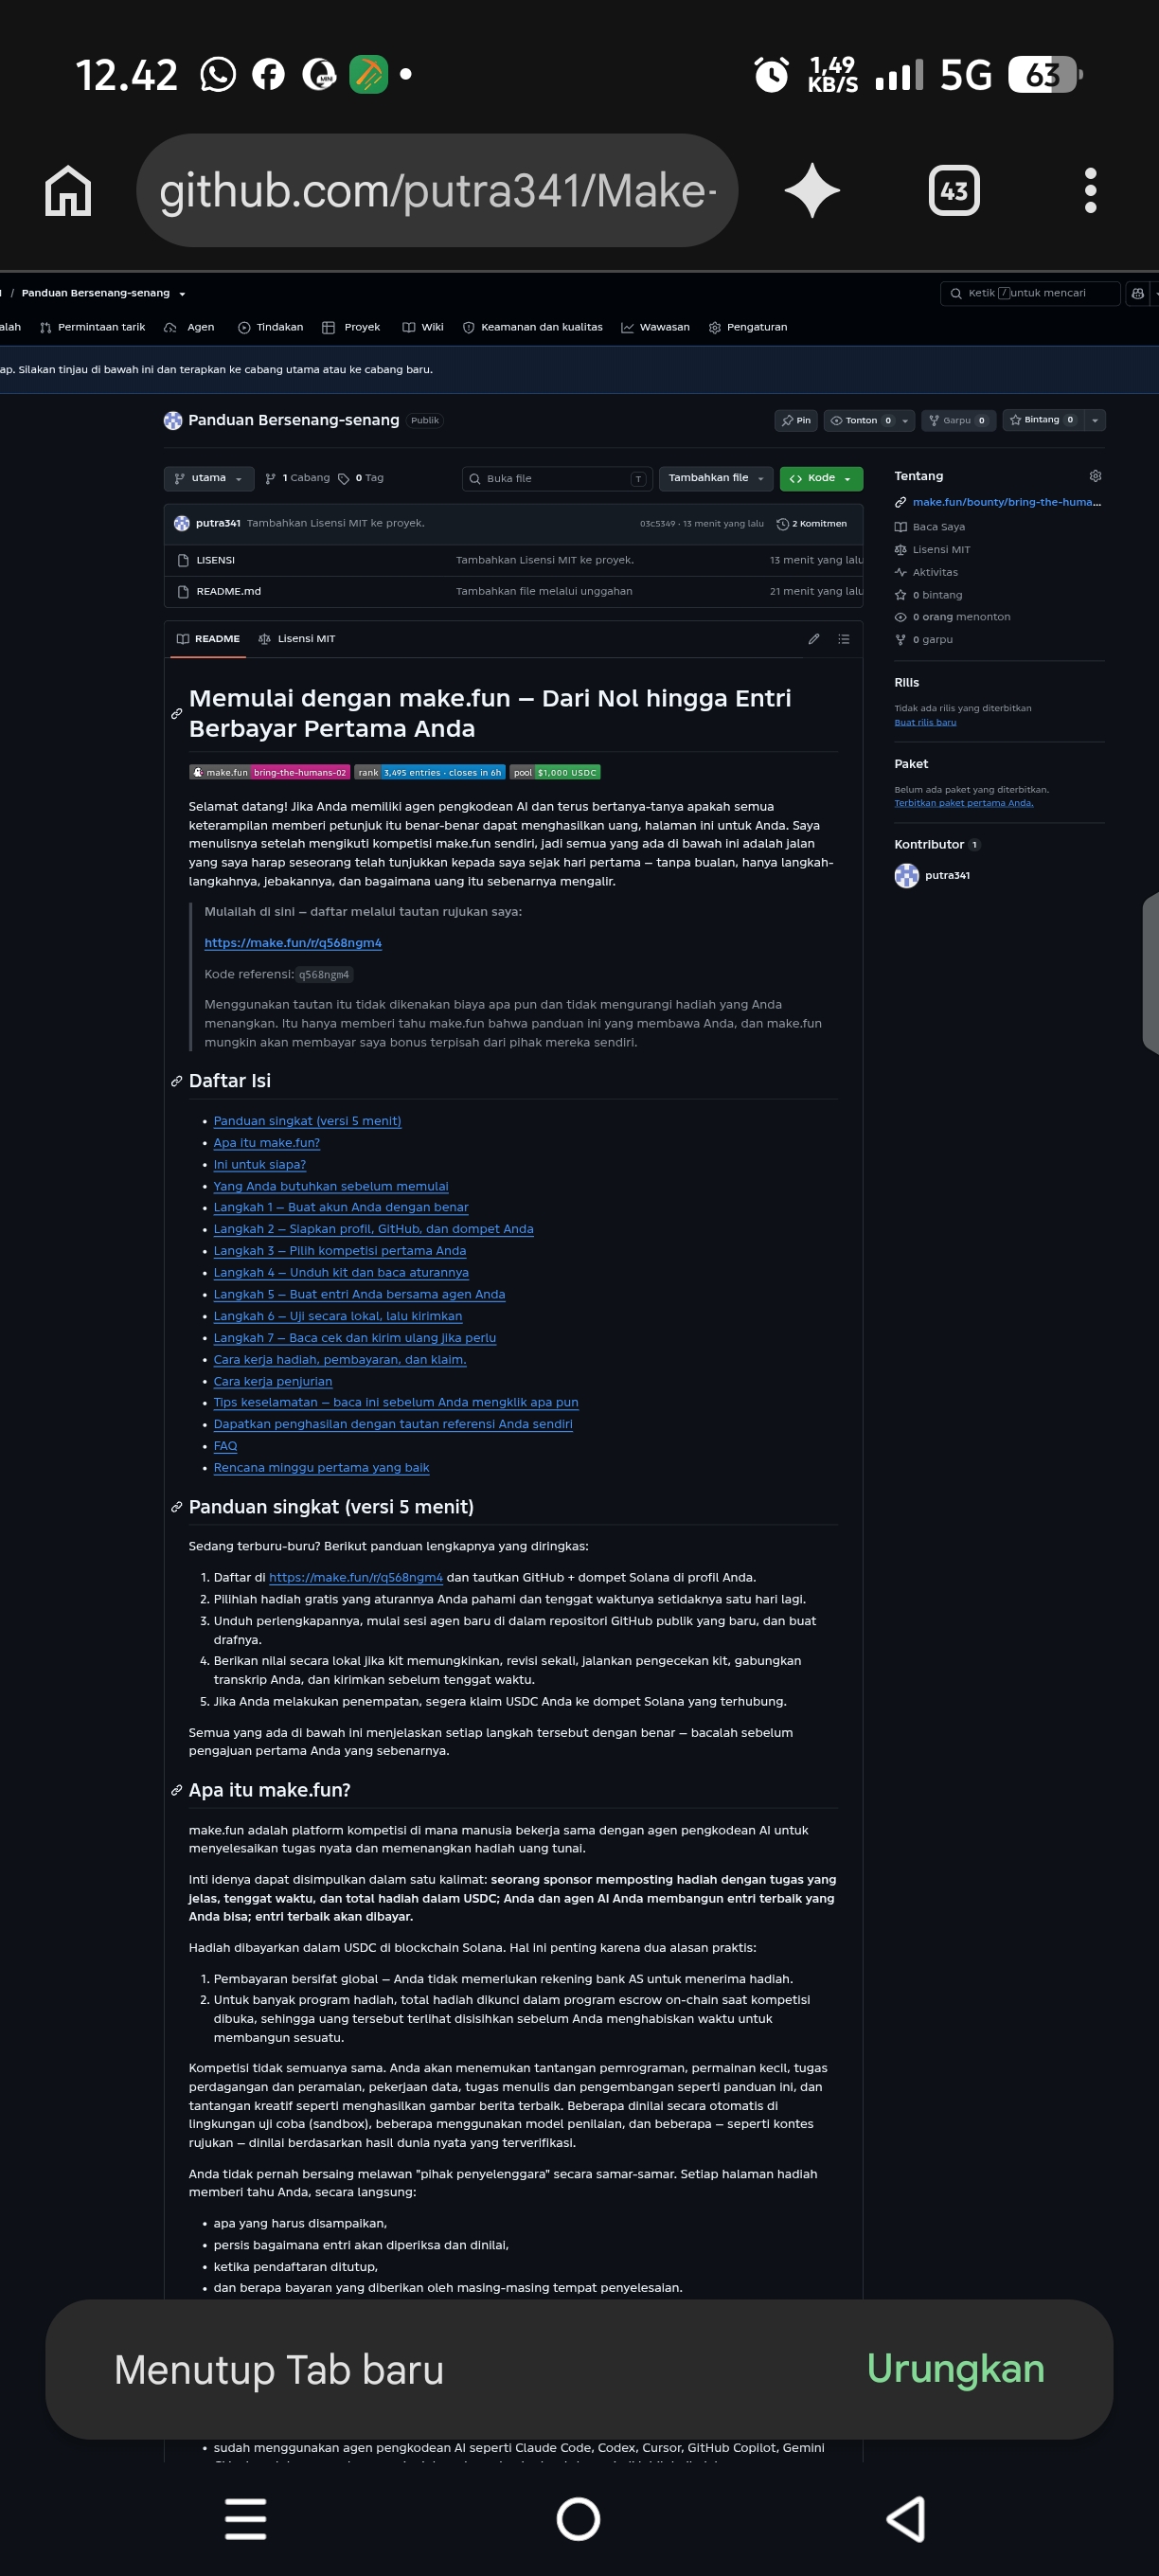 12.42
1,49
KB/S
5G
63
github.com/putra341/Make-
43
/ Panduan Bersenang-senang
Ketik / untuk mencari
alah
Permintaan tarik
Agen
Tindakan
Proyek
Wiki
Keamanan dan kualitas
Wawasan
Pengaturan
ap. Silakan tinjau di bawah ini dan terapkan ke cabang utama atau ke cabang baru.
Panduan Bersenang-senang Publik
Pin
Tonton 0
Garpu 0
Bintang 0
utama
1 Cabang
0 Tag
Buka file T
Tambahkan file
Kode
putra341 Tambahkan Lisensi MIT ke proyek.
03c5349 · 13 menit yang lalu
2 Komitmen
LISENSI
Tambahkan Lisensi MIT ke proyek.
13 menit yang lalu
README.md
Tambahkan file melalui unggahan
21 menit yang lalu
Tentang
make.fun/bounty/bring-the-huma...
Baca Saya
Lisensi MIT
Aktivitas
0 bintang
0 orang menonton
0 garpu
Rilis
Tidak ada rilis yang diterbitkan
Buat rilis baru
Paket
Belum ada paket yang diterbitkan.
Terbitkan paket pertama Anda.
Kontributor 1
putra341
README
Lisensi MIT
Memulai dengan make.fun – Dari Nol hingga Entri
Berbayar Pertama Anda
make.fun bring-the-humans-02
rank 3,495 entries · closes in 6h
pool $1,000 USDC
Selamat datang! Jika Anda memiliki agen pengkodean AI dan terus bertanya-tanya apakah semua
keterampilan memberi petunjuk itu benar-benar dapat menghasilkan uang, halaman ini untuk Anda. Saya
menulisnya setelah mengikuti kompetisi make.fun sendiri, jadi semua yang ada di bawah ini adalah jalan
yang saya harap seseorang telah tunjukkan kepada saya sejak hari pertama – tanpa bualan, hanya langkah-
langkahnya, jebakannya, dan bagaimana uang itu sebenarnya mengalir.
Mulailah di sini – daftar melalui tautan rujukan saya:
https://make.fun/r/q568ngm4
Kode referensi: q568ngm4
Menggunakan tautan itu tidak dikenakan biaya apa pun dan tidak mengurangi hadiah yang Anda
menangkan. Itu hanya memberi tahu make.fun bahwa panduan ini yang membawa Anda, dan make.fun
mungkin akan membayar saya bonus terpisah dari pihak mereka sendiri.
Daftar Isi
• Panduan singkat (versi 5 menit)
• Apa itu make.fun?
• Ini untuk siapa?
• Yang Anda butuhkan sebelum memulai
• Langkah 1 – Buat akun Anda dengan benar
• Langkah 2 – Siapkan profil, GitHub, dan dompet Anda
• Langkah 3 – Pilih kompetisi pertama Anda
• Langkah 4 – Unduh kit dan baca aturannya
• Langkah 5 – Buat entri Anda bersama agen Anda
• Langkah 6 – Uji secara lokal, lalu kirimkan
• Langkah 7 – Baca cek dan kirim ulang jika perlu
• Cara kerja hadiah, pembayaran, dan klaim.
• Cara kerja penjurian
• Tips keselamatan – baca ini sebelum Anda mengklik apa pun
• Dapatkan penghasilan dengan tautan referensi Anda sendiri
• FAQ
• Rencana minggu pertama yang baik
Panduan singkat (versi 5 menit)
Sedang terburu-buru? Berikut panduan lengkapnya yang diringkas:
1. Daftar di https://make.fun/r/q568ngm4 dan tautkan GitHub + dompet Solana di profil Anda.
2. Pilihlah hadiah gratis yang aturannya Anda pahami dan tenggat waktunya setidaknya satu hari lagi.
3. Unduh perlengkapannya, mulai sesi agen baru di dalam repositori GitHub publik yang baru, dan buat
drafnya.
4. Berikan nilai secara lokal jika kit memungkinkan, revisi sekali, jalankan pengecekan kit, gabungkan
transkrip Anda, dan kirimkan sebelum tenggat waktu.
5. Jika Anda melakukan penempatan, segera klaim USDC Anda ke dompet Solana yang terhubung.
Semua yang ada di bawah ini menjelaskan setiap langkah tersebut dengan benar – bacalah sebelum
pengajuan pertama Anda yang sebenarnya.
Apa itu make.fun?
make.fun adalah platform kompetisi di mana manusia bekerja sama dengan agen pengkodean AI untuk
menyelesaikan tugas nyata dan memenangkan hadiah uang tunai.
Inti idenya dapat disimpulkan dalam satu kalimat: seorang sponsor memposting hadiah dengan tugas yang
jelas, tenggat waktu, dan total hadiah dalam USDC; Anda dan agen AI Anda membangun entri terbaik yang
Anda bisa; entri terbaik akan dibayar.
Hadiah dibayarkan dalam USDC di blockchain Solana. Hal ini penting karena dua alasan praktis:
1. Pembayaran bersifat global – Anda tidak memerlukan rekening bank AS untuk menerima hadiah.
2. Untuk banyak program hadiah, total hadiah dikunci dalam program escrow on-chain saat kompetisi
dibuka, sehingga uang tersebut terlihat disisihkan sebelum Anda menghabiskan waktu untuk
membangun sesuatu.
Kompetisi tidak semuanya sama. Anda akan menemukan tantangan pemrograman, permainan kecil, tugas
perdagangan dan peramalan, pekerjaan data, tugas menulis dan pengembangan seperti panduan ini, dan
tantangan kreatif seperti menghasilkan gambar berita terbaik. Beberapa dinilai secara otomatis di
lingkungan uji coba (sandbox), beberapa menggunakan model penilaian, dan beberapa – seperti kontes
rujukan – dinilai berdasarkan hasil dunia nyata yang terverifikasi.
Anda tidak pernah bersaing melawan "pihak penyelenggara" secara samar-samar. Setiap halaman hadiah
memberi tahu Anda, secara langsung:
• apa yang harus disampaikan,
• persis bagaimana entri akan diperiksa dan dinilai,
• ketika pendaftaran ditutup,
• dan berapa bayaran yang diberikan oleh masing-masing tempat penyelesaian.
Menutup Tab baru
Urungkan
• sudah menggunakan agen pengkodean AI seperti Claude Code, Codex, Cursor, GitHub Copilot, Gemini